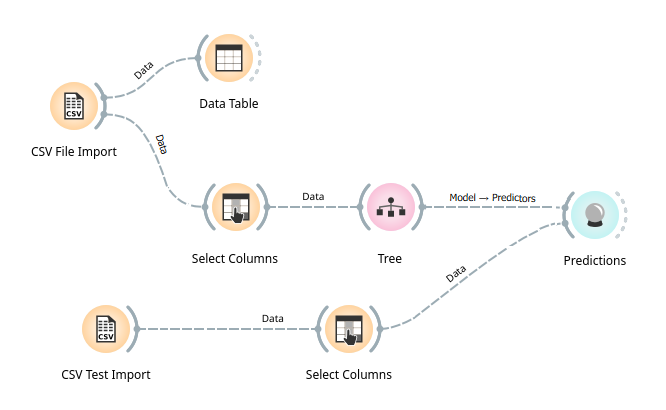 Data
Data Table
CSV
CSV File Import
Data
Data
Model → Predictors
Select Columns
Tree
Predictions
Data
Data
CSV
CSV Test Import
Select Columns